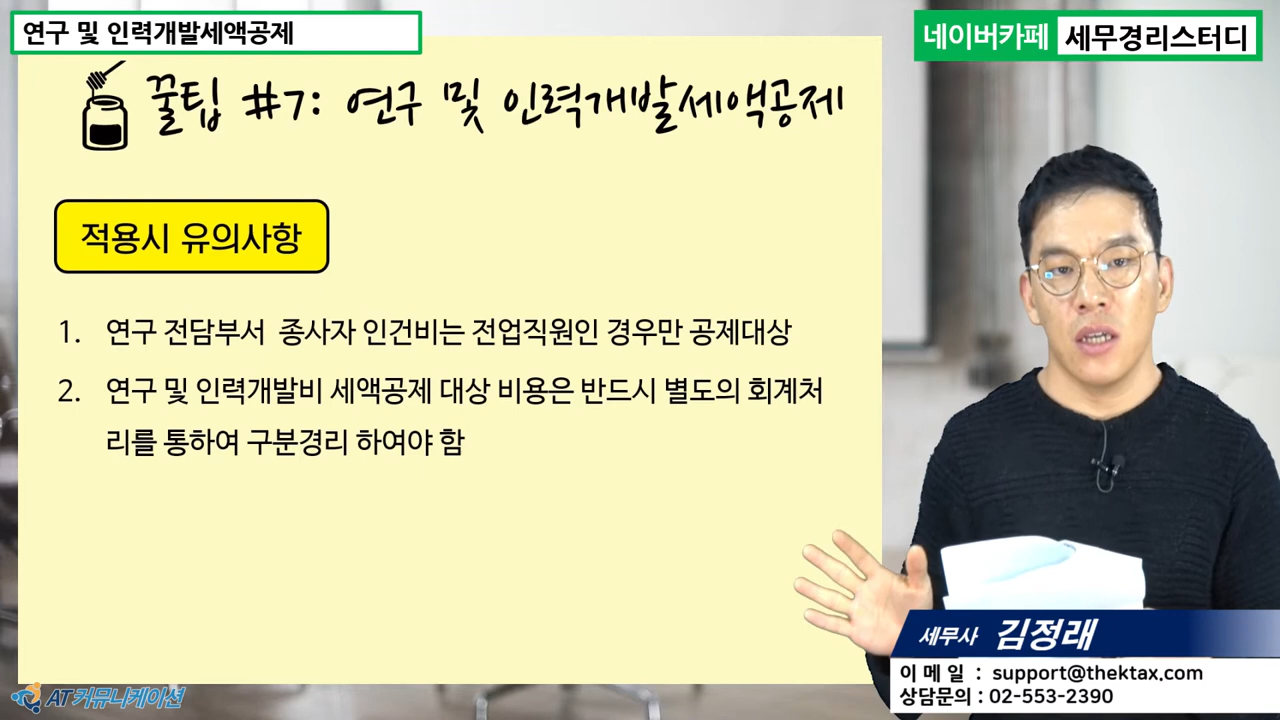 연구 및 인력개발세액공제
네이버카페 세무경리스터디
꿀팁 #7: 연구 및 인력개발세액공제
적용시 유의사항
1. 연구 전담부서 종사자 인건비는 전업직원인 경우만 공제대상
2. 연구 및 인력개발비 세액공제 대상 비용은 반드시 별도의 회계처
리를 통하여 구분경리 하여야 함
세무사 김정래
이 메 일 : support@thektax.com
상담문의 : 02-553-2390
AT커뮤니케이션